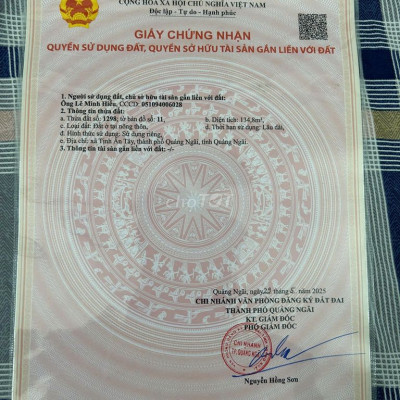 CỘNG HÒA XÃ HỘI CHỦ NGHĨA VIỆT NAM
Độc lập - Tự do - Hạnh phúc
GIẤY CHỨNG NHẬN
QUYỀN SỬ DỤNG ĐẤT, QUYỀN SỞ HỮU TÀI SẢN GẮN LIỀN VỚI ĐẤT
1. Người sử dụng đất, chủ sở hữu tài sản gắn liền với đất:
Ông Lê Minh Hiền, CCCD: 051094006028
2. Thông tin thửa đất:
a. Thửa đất số: 1298; tờ bản đồ số: 11, b. Diện tích: 134,8m²,
c. Loại đất: Đất ở tại nông thôn, d. Thời hạn sử dụng: Lâu dài,
đ. Hình thức sử dụng: Sử dụng riêng,
e. Địa chỉ: xã Tịnh Ấn Tây, thành phố Quảng Ngãi, tỉnh Quảng Ngãi.
3. Thông tin tài sản gắn liền với đất: -/-
chợTỐT
Quảng Ngãi, ngày tháng 5 năm 2025
CHI NHÁNH VĂN PHÒNG ĐĂNG KÝ ĐẤT ĐAI
THÀNH PHỐ QUẢNG NGÃI
KT. GIÁM ĐỐC
PHÓ GIÁM ĐỐC
CHI NHÁNH
TP. QUẢNG NGÃI
Nguyễn Hồng Sơn